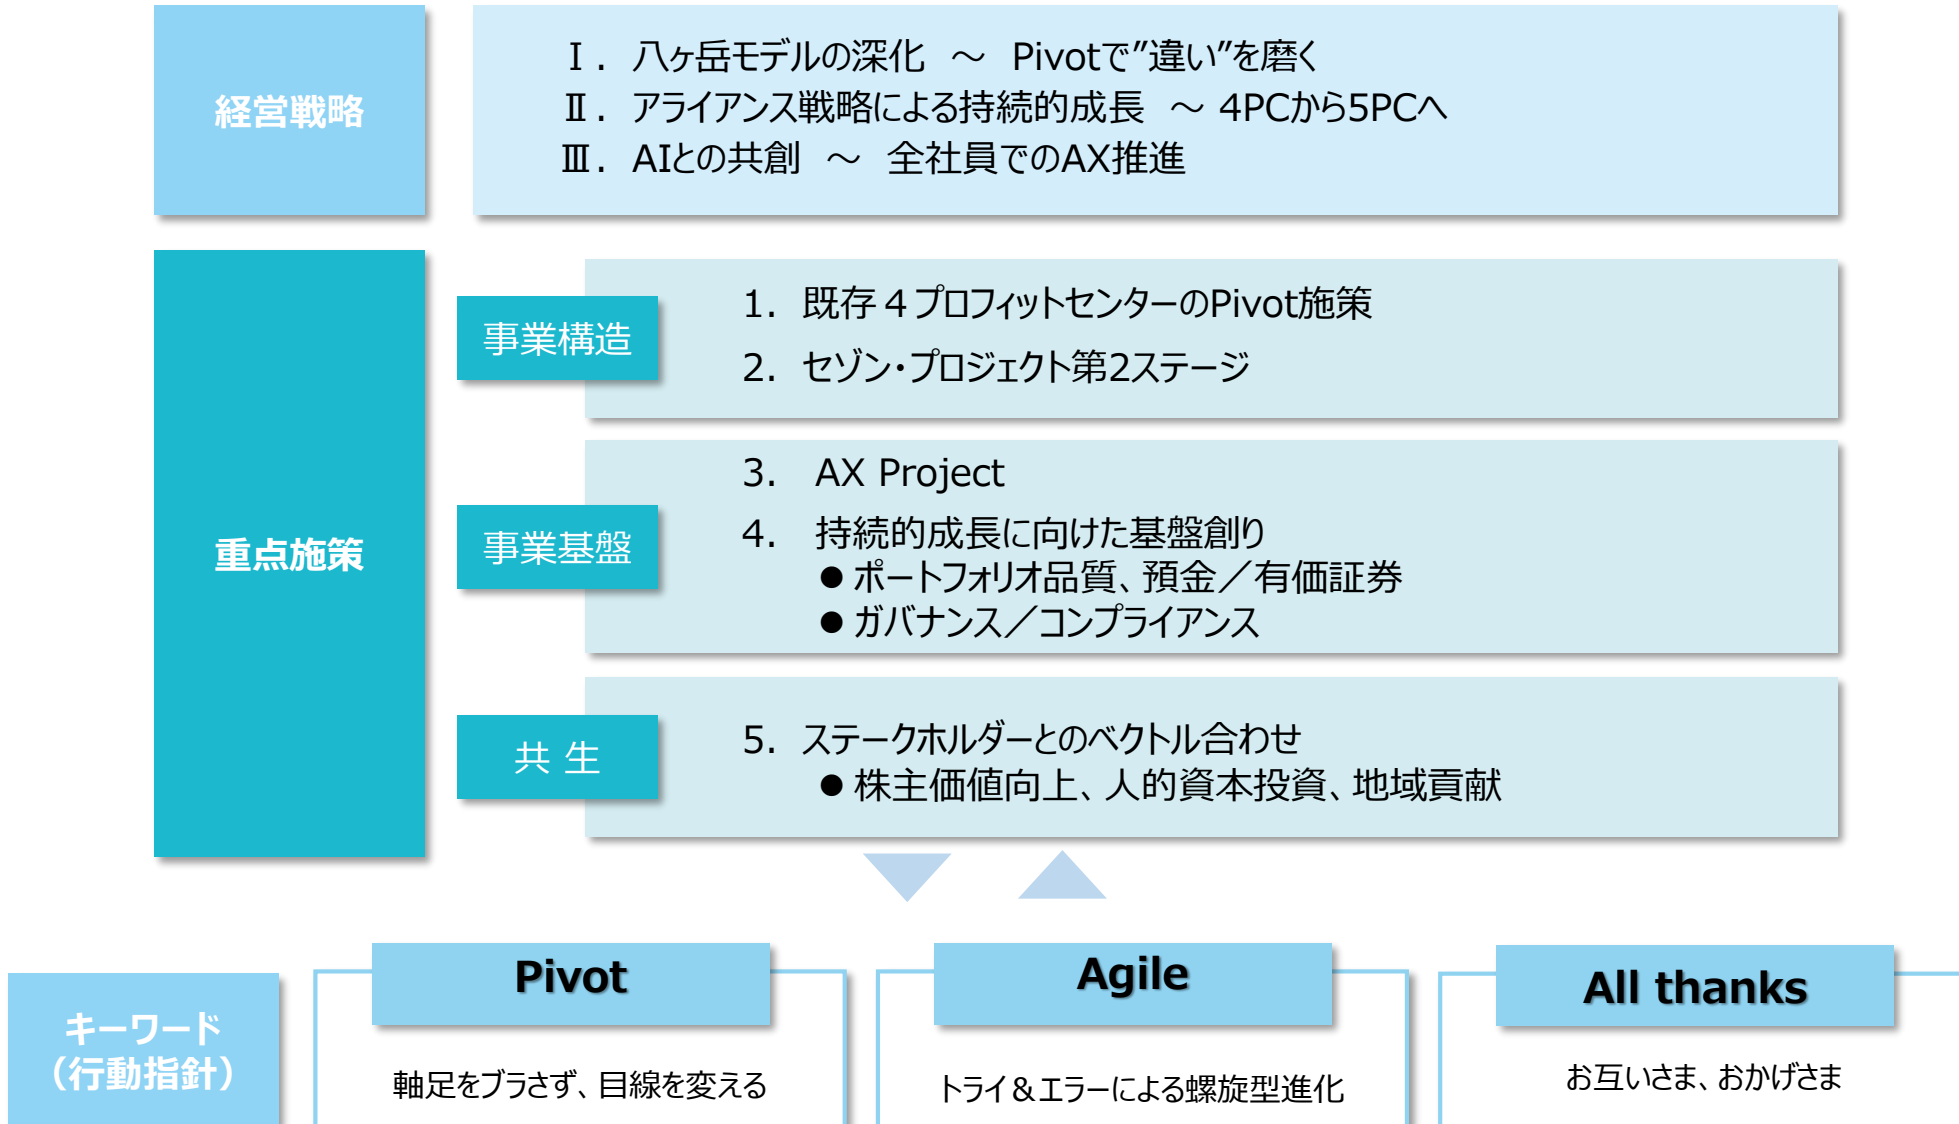 経営戦略
Ⅰ. 八ヶ岳モデルの深化 ～ Pivotで"違い"を磨く
Ⅱ. アライアンス戦略による持続的成長 ～ 4PCから5PCへ
Ⅲ. AIとの共創 ～ 全社員でのAX推進
重点施策
事業構造
1. 既存４プロフィットセンターのPivot施策
2. セゾン・プロジェクト第2ステージ
事業基盤
3. AX Project
4. 持続的成長に向けた基盤創り
● ポートフォリオ品質、預金／有価証券
● ガバナンス／コンプライアンス
共 生
5. ステークホルダーとのベクトル合わせ
● 株主価値向上、人的資本投資、地域貢献
キーワード
（行動指針）
Pivot
軸足をブラさず、目線を変える
Agile
トライ＆エラーによる螺旋型進化
All thanks
お互いさま、おかげさま